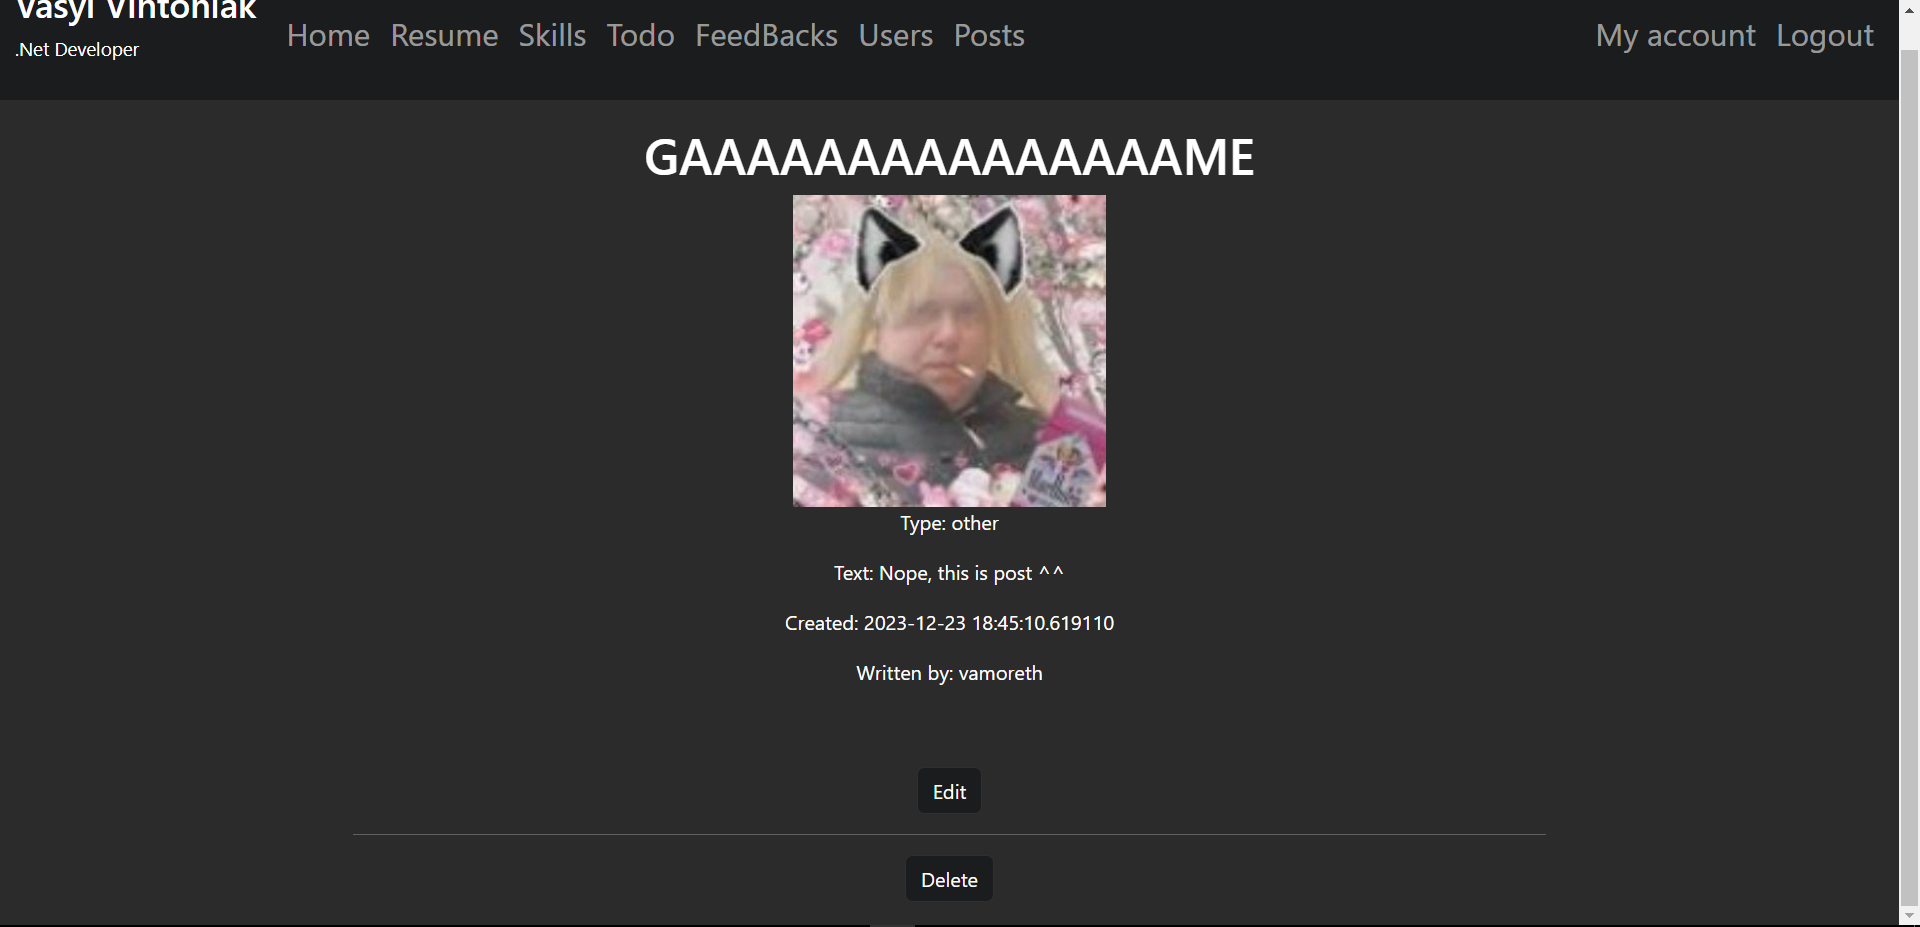 Vasyl Vintoniak
.Net Developer
Home Resume Skills Todo FeedBacks Users Posts My account Logout
GAAAAAAAAAAAAAAAME
Type: other
Text: Nope, this is post ^^
Created: 2023-12-23 18:45:10.619110
Written by: vamoreth
Edit
Delete